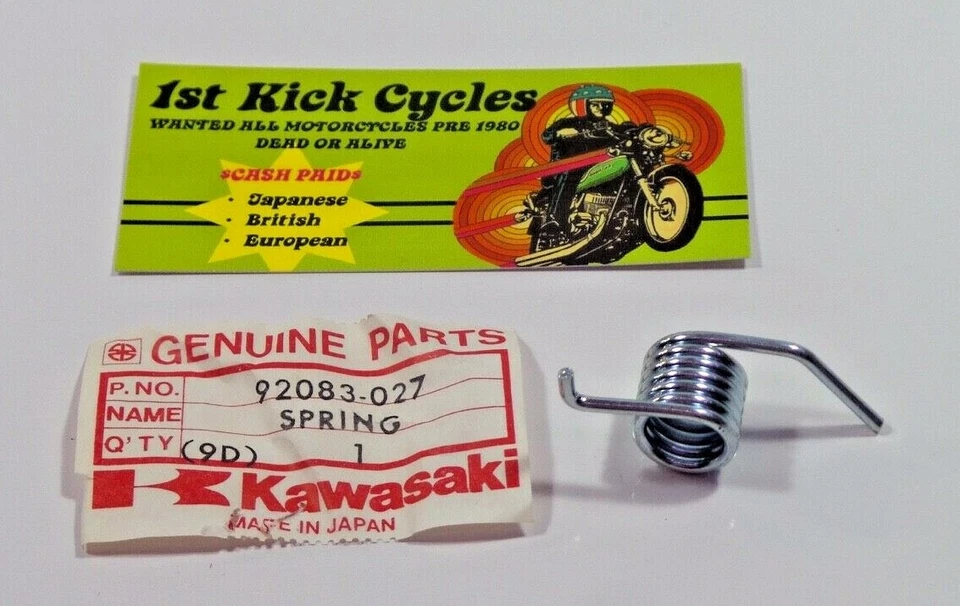 1st Kick Cycles
WANTED ALL MOTORCYCLES PRE 1980
DEAD OR ALIVE
$CASH PAID$
· Japanese
· British
· European
GENUINE PARTS
P.NO. 92083-027
NAME SPRING
Q'TY (9D) 1
Kawasaki
MADE IN JAPAN